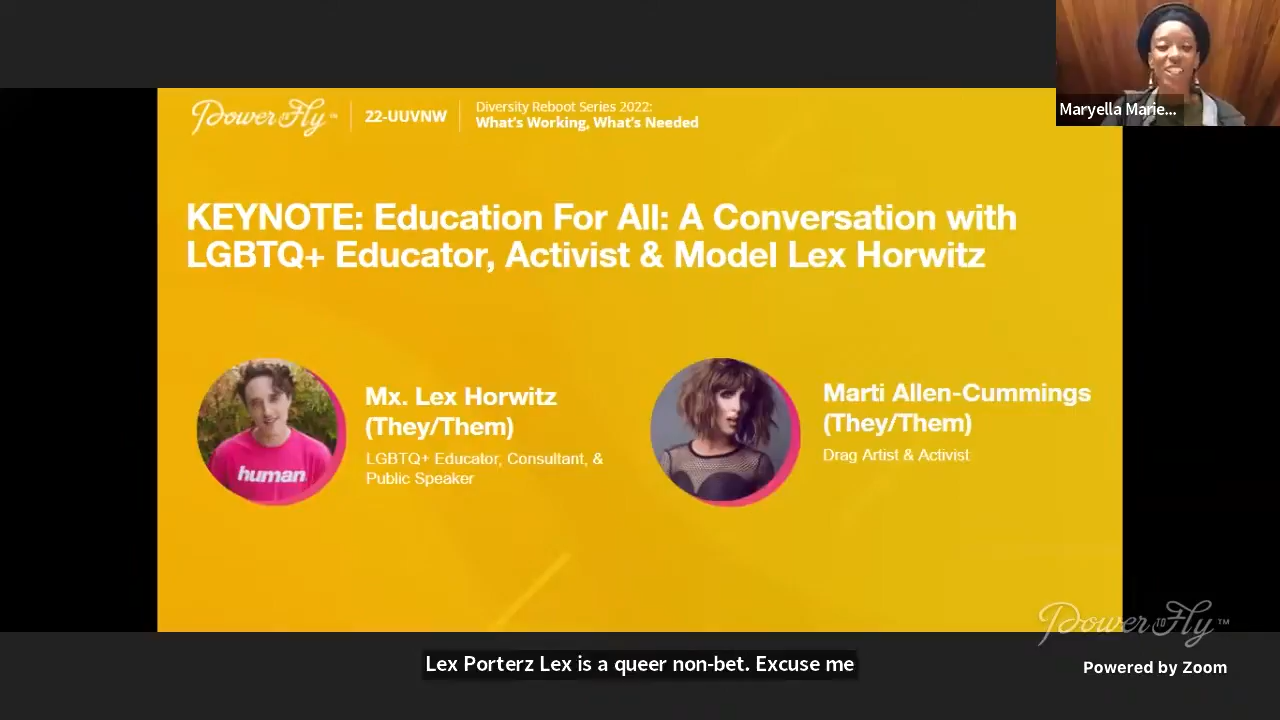 Maryella Marie...
Power to Fly™
22-UUVNW
Diversity Reboot Series 2022:
What's Working, What's Needed
KEYNOTE: Education For All: A Conversation with
LGBTQ+ Educator, Activist & Model Lex Horwitz
human.
Mx. Lex Horwitz
(They/Them)
LGBTQ+ Educator, Consultant, &
Public Speaker
Marti Allen-Cummings
(They/Them)
Drag Artist & Activist
Power to Fly™
Lex Porterz Lex is a queer non-bet. Excuse me
Powered by Zoom